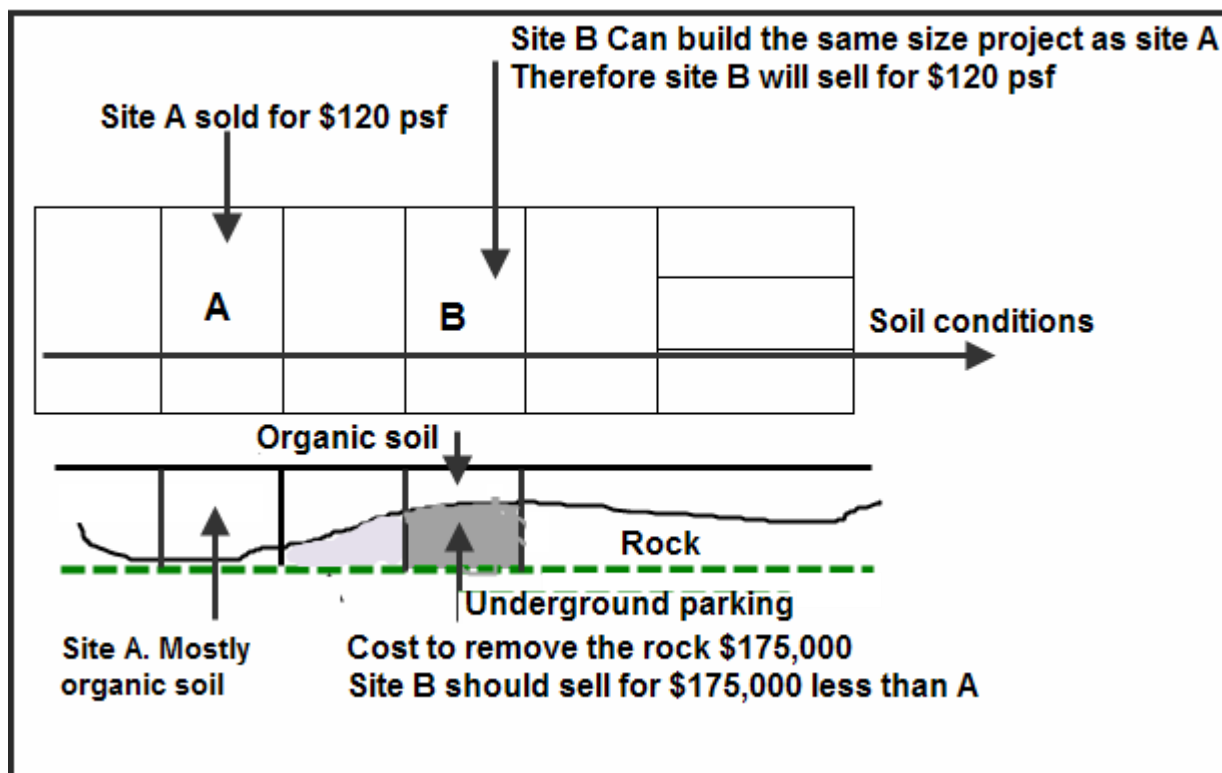 Site B Can build the same size project as site A
Therefore site B will sell for $120 psf
Site A sold for $120 psf
A
B
Soil conditions
Organic soil
Rock
Underground parking
Site A. Mostly
organic soil
Cost to remove the rock $175,000
Site B should sell for $175,000 less than A